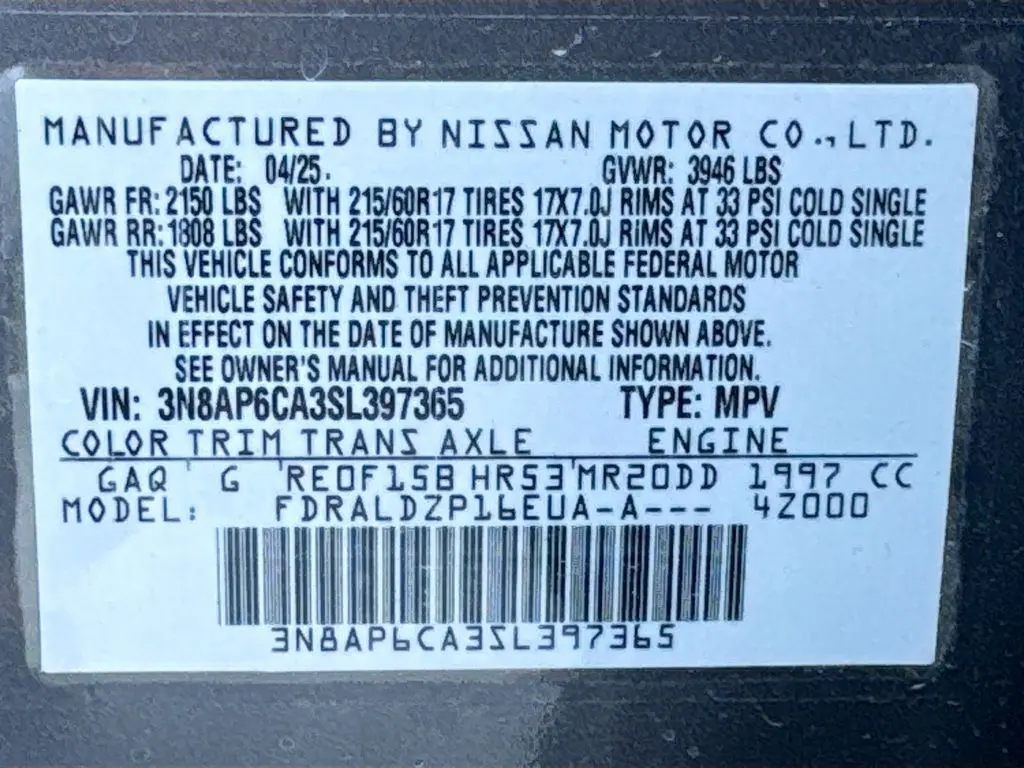 MANUFACTURED BY NISSAN MOTOR CO., LTD.
DATE: 04/25. GVWR: 3946 LBS
GAWR FR: 2150 LBS WITH 215/60R17 TIRES 17X7.0J RIMS AT 33 PSI COLD SINGLE
GAWR RR: 1808 LBS WITH 215/60R17 TIRES 17X7.0J RIMS AT 33 PSI COLD SINGLE
THIS VEHICLE CONFORMS TO ALL APPLICABLE FEDERAL MOTOR
VEHICLE SAFETY AND THEFT PREVENTION STANDARDS
IN EFFECT ON THE DATE OF MANUFACTURE SHOWN ABOVE.
SEE OWNER'S MANUAL FOR ADDITIONAL INFORMATION.
VIN: 3N8AP6CA3SL397365 TYPE: MPV
COLOR TRIM TRANS AXLE ENGINE
GAQ G RE0F15B HR53 MR20DD 1997 CC
MODEL: FDRALDZP16EUA-A--- 4Z000
3N8AP6CA3SL397365